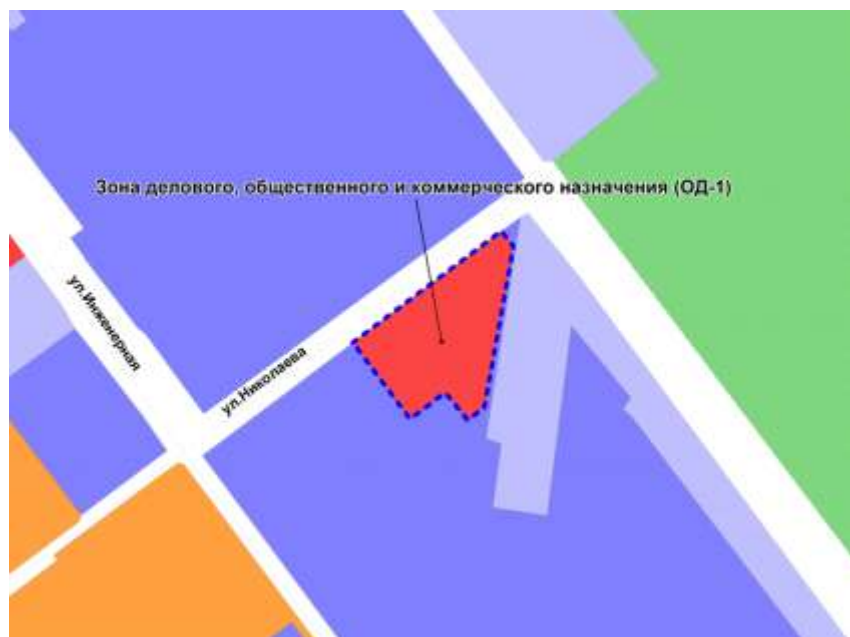 Зона делового, общественного и коммерческого назначения (ОД-1)
ул.Инженерная
ул.Николаева